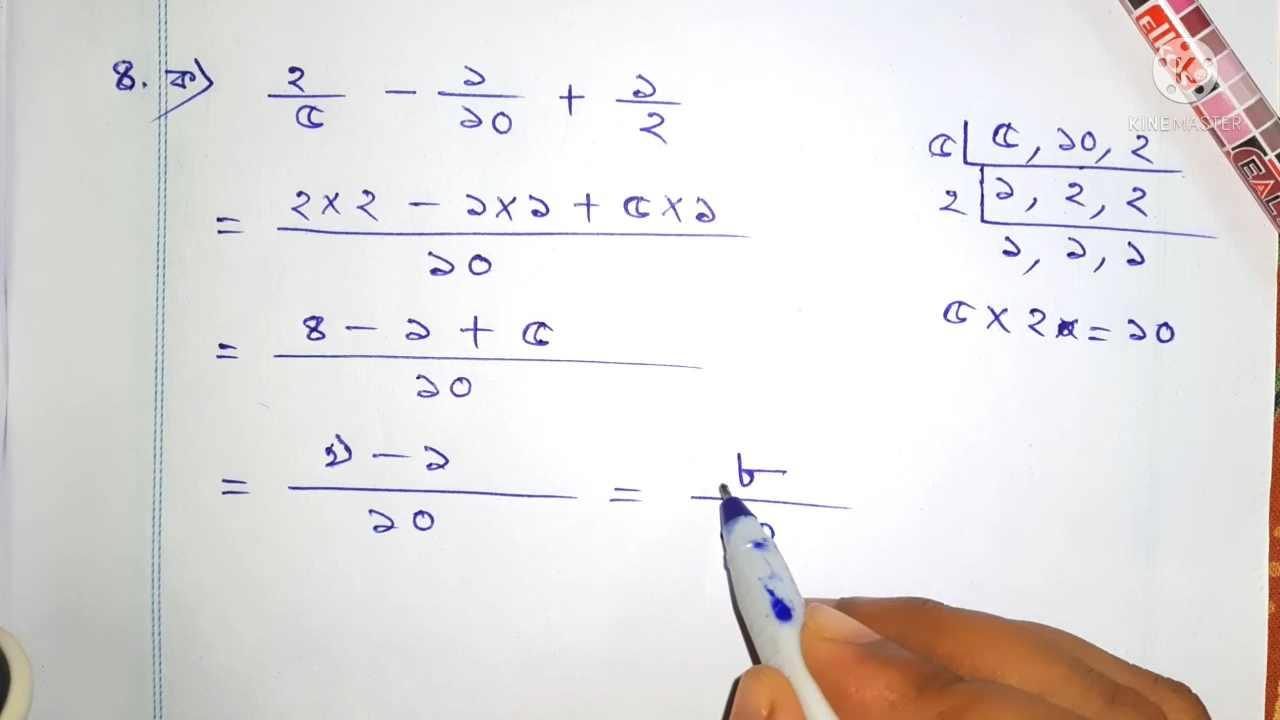 ৪. ক) ২/৫ - ১/১০ + ১/২
= (২×২ - ১×১ + ৫×১)/১০
= (৪ - ১ + ৫)/১০
= (৯ - ১)/১০ = ৮/
৫ | ৫, ১০, ২
২ | ১, ২, ২
১, ১, ১
৫ × ২ = ১০
KINEMASTER